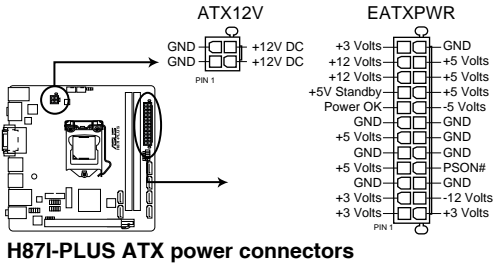 ATX12V
EATXPWR
GND +12V DC
GND +12V DC
PIN 1
+3 Volts GND
+12 Volts +5 Volts
+12 Volts +5 Volts
+5V Standby +5 Volts
Power OK -5 Volts
GND GND
+5 Volts GND
GND GND
+5 Volts PSON#
GND GND
+3 Volts -12 Volts
+3 Volts +3 Volts
PIN 1
H87I-PLUS
H87I-PLUS ATX power connectors